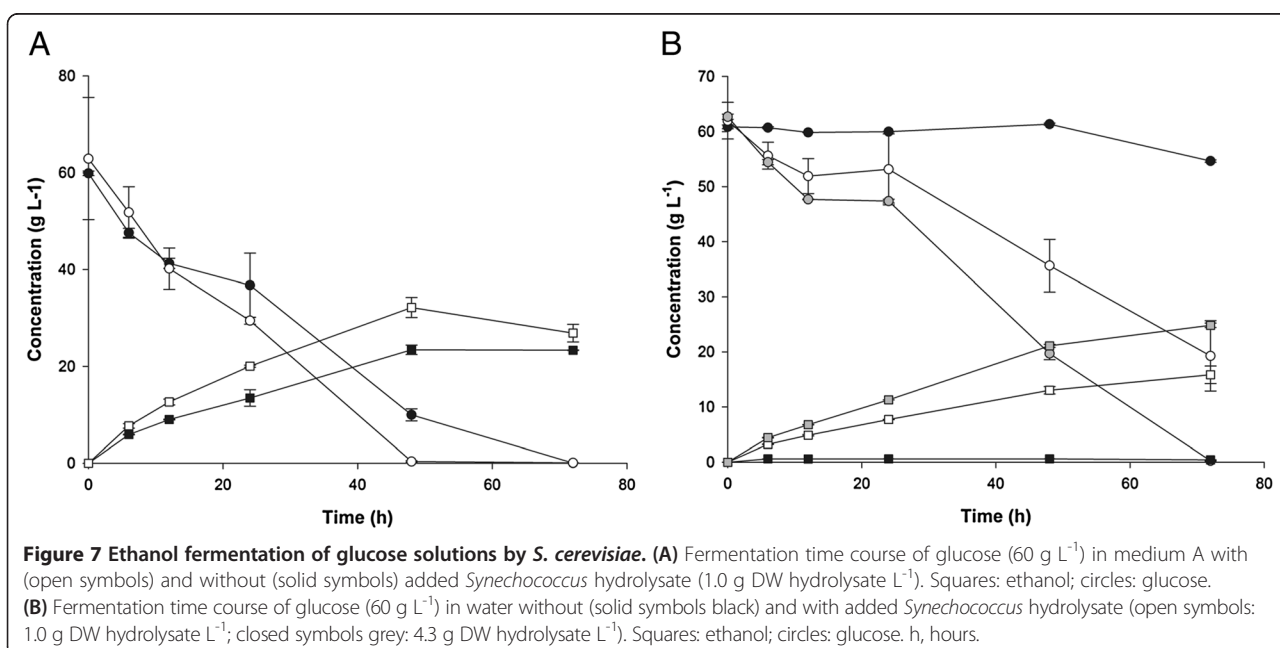 A
B
80
60
40
20
0
Concentration (g L-1)
0 20 40 60 80
Time (h)
70
60
50
40
30
20
10
0
Concentration (g L⁻¹)
0 20 40 60 80
Time (h)
Figure 7 Ethanol fermentation of glucose solutions by S. cerevisiae. (A) Fermentation time course of glucose (60 g L⁻¹) in medium A with
(open symbols) and without (solid symbols) added Synechococcus hydrolysate (1.0 g DW hydrolysate L⁻¹). Squares: ethanol; circles: glucose.
(B) Fermentation time course of glucose (60 g L⁻¹) in water without (solid symbols black) and with added Synechococcus hydrolysate (open symbols:
1.0 g DW hydrolysate L⁻¹; closed symbols grey: 4.3 g DW hydrolysate L⁻¹). Squares: ethanol; circles: glucose. h, hours.